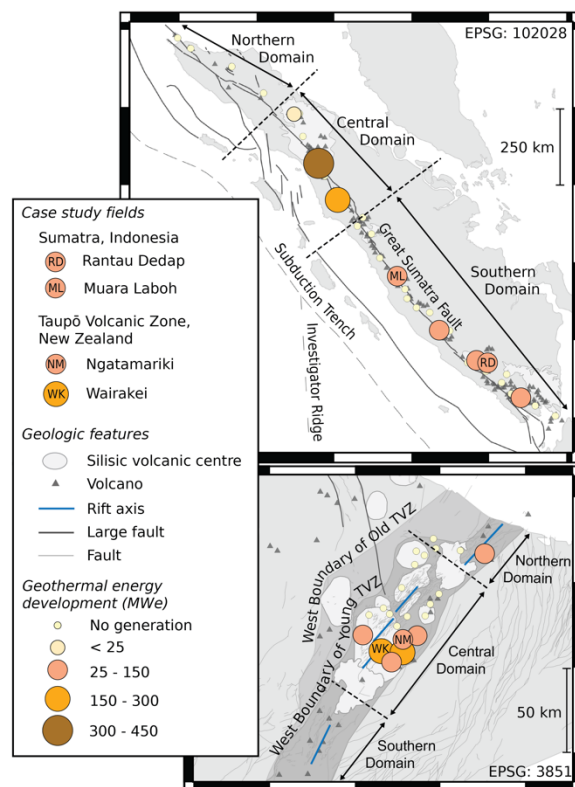 EPSG: 102028
Northern
Domain
Central
Domain
250 km
Great Sumatra Fault
Southern
Domain
Subduction Trench
Investigator Ridge
ML
RD
Case study fields
Sumatra, Indonesia
RD Rantau Dedap
ML Muara Laboh
Taupō Volcanic Zone,
New Zealand
NM Ngatamariki
WK Wairakei
Geologic features
Silisic volcanic centre
Volcano
Rift axis
Large fault
Fault
Geothermal energy
development (MWe)
No generation
< 25
25 - 150
150 - 300
300 - 450
West Boundary of Old TVZ
West Boundary of Young TVZ
Northern
Domain
NM
WK
Central
Domain
50 km
Southern
Domain
EPSG: 3851